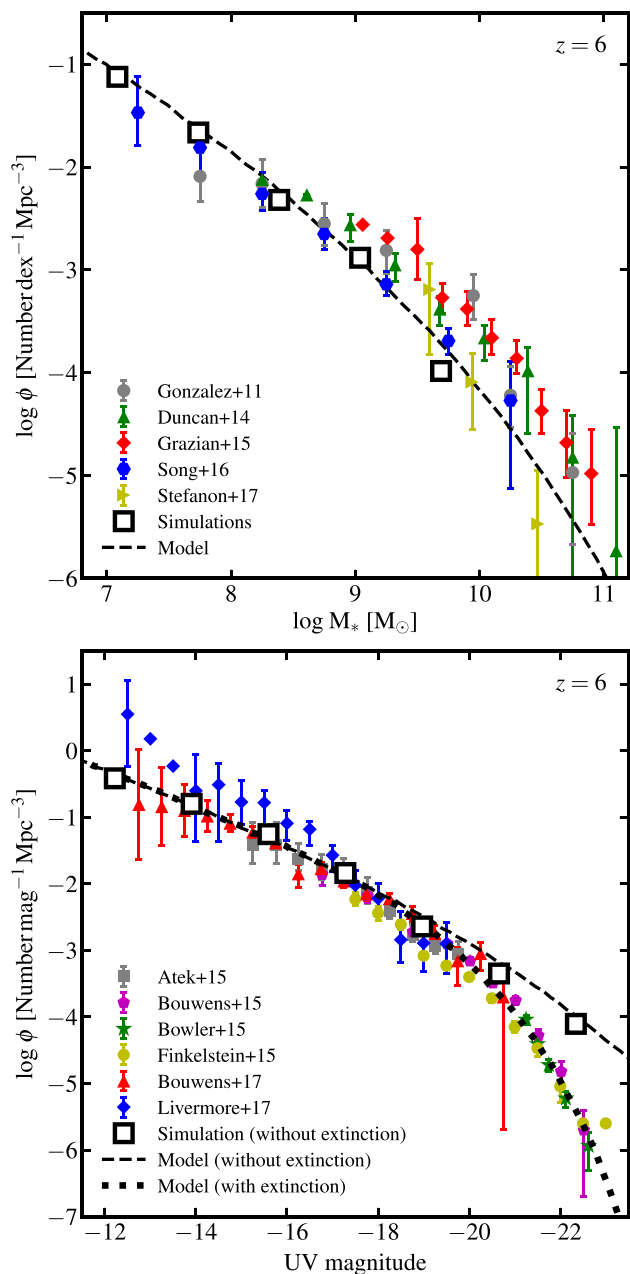 z = 6
−1
−2
−3
−4
−5
−6
log ϕ [Number dex⁻¹ Mpc⁻³]
Gonzalez+11
Duncan+14
Grazian+15
Song+16
Stefanon+17
Simulations
Model
7 8 9 10 11
log M* [M⊙]
z = 6
1
0
−1
−2
−3
−4
−5
−6
−7
log ϕ [Number mag⁻¹ Mpc⁻³]
Atek+15
Bouwens+15
Bowler+15
Finkelstein+15
Bouwens+17
Livermore+17
Simulation (without extinction)
Model (without extinction)
Model (with extinction)
−12 −14 −16 −18 −20 −22
UV magnitude